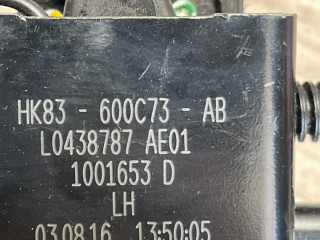 HK83 - 600C73 - AB
L0438787 AE01
1001653 D
LH
03.08.16 13:50:05